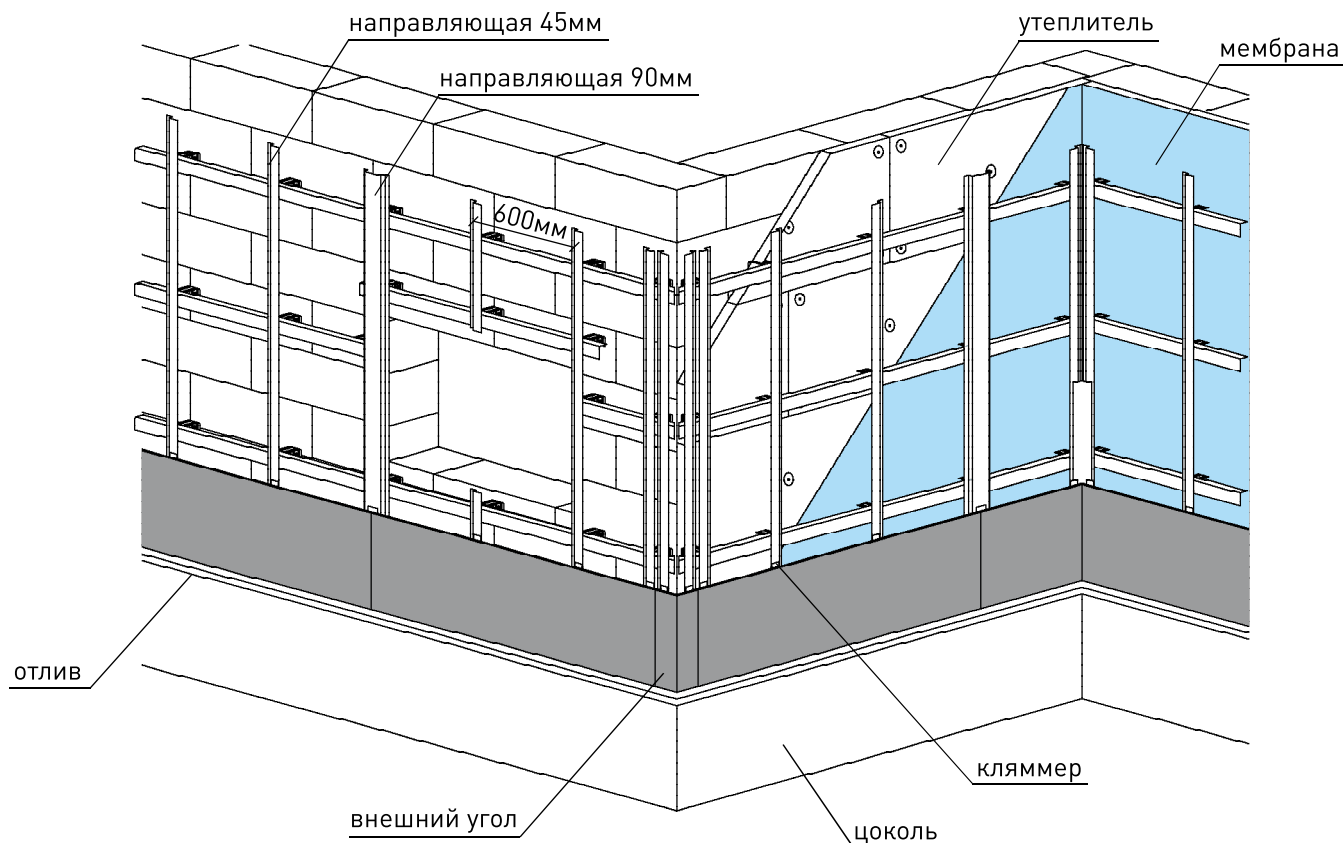 направляющая 45мм
утеплитель
мембрана
направляющая 90мм
600мм
отлив
кляммер
внешний угол
цоколь